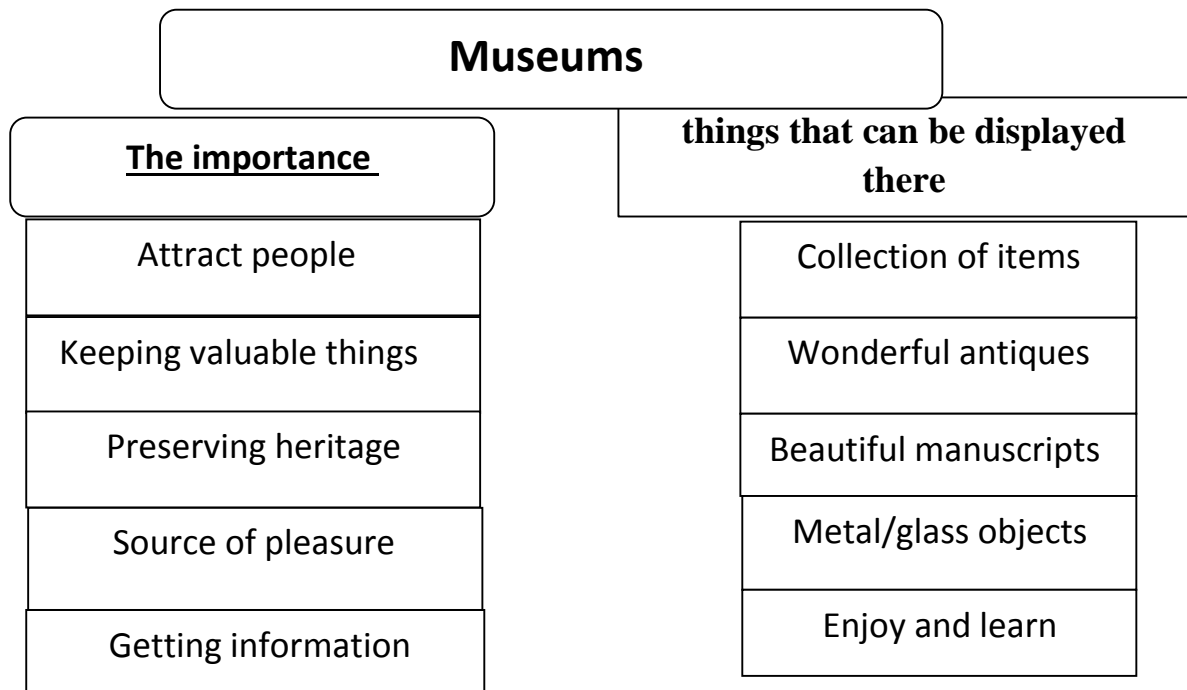 Museums
The importance
Attract people
Keeping valuable things
Preserving heritage
Source of pleasure
Getting information
things that can be displayed
there
Collection of items
Wonderful antiques
Beautiful manuscripts
Metal/glass objects
Enjoy and learn